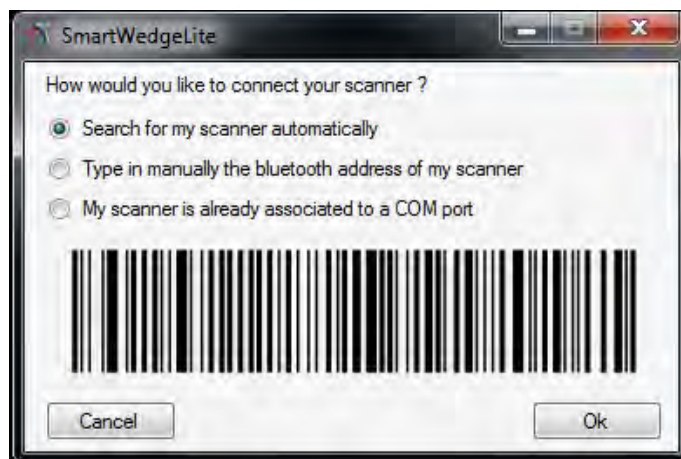 SmartWedgeLite
How would you like to connect your scanner ?
Search for my scanner automatically
Type in manually the bluetooth address of my scanner
My scanner is already associated to a COM port
Cancel
Ok